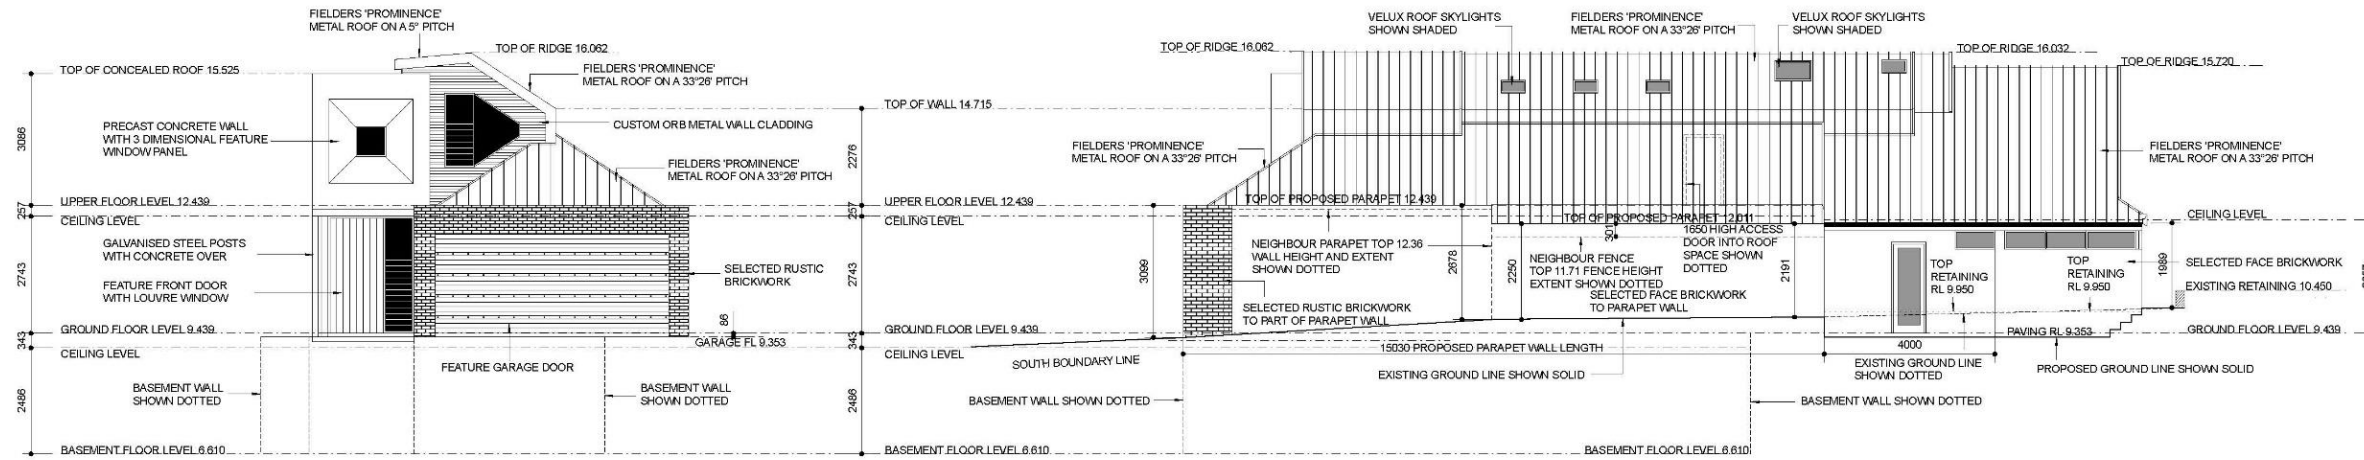 FIELDERS 'PROMINENCE'
METAL ROOF ON A 5° PITCH
TOP OF RIDGE 16.062
TOP OF CONCEALED ROOF 15.525
FIELDERS 'PROMINENCE'
METAL ROOF ON A 33°26' PITCH
3086
PRECAST CONCRETE WALL
WITH 3 DIMENSIONAL FEATURE
WINDOW PANEL
CUSTOM ORB METAL WALL CLADDING
FIELDERS 'PROMINENCE'
METAL ROOF ON A 33°26' PITCH
UPPER FLOOR LEVEL 12.439
257
CEILING LEVEL
GALVANISED STEEL POSTS
WITH CONCRETE OVER
2743
FEATURE FRONT DOOR
WITH LOUVRE WINDOW
SELECTED RUSTIC
BRICKWORK
86
GROUND FLOOR LEVEL 9.439
343
CEILING LEVEL
GARAGE FL 9.353
FEATURE GARAGE DOOR
BASEMENT WALL
SHOWN DOTTED
BASEMENT WALL
SHOWN DOTTED
2486
BASEMENT FLOOR LEVEL 6.610
TOP OF WALL 14.715
2276
UPPER FLOOR LEVEL 12.439
257
CEILING LEVEL
2743
GROUND FLOOR LEVEL 9.439
343
CEILING LEVEL
2486
BASEMENT FLOOR LEVEL 6.610
VELUX ROOF SKYLIGHTS
SHOWN SHADED
FIELDERS 'PROMINENCE'
METAL ROOF ON A 33°26' PITCH
VELUX ROOF SKYLIGHTS
SHOWN SHADED
TOP OF RIDGE 16.062
TOP OF RIDGE 16.032
TOP OF RIDGE 15.720
FIELDERS 'PROMINENCE'
METAL ROOF ON A 33°26' PITCH
FIELDERS 'PROMINENCE'
METAL ROOF ON A 33°26' PITCH
TOP OF PROPOSED PARAPET 12.439
TOP OF PROPOSED PARAPET 12.011
301
1650 HIGH ACCESS
DOOR INTO ROOF
SPACE SHOWN
DOTTED
CEILING LEVEL
NEIGHBOUR PARAPET TOP 12.36
WALL HEIGHT AND EXTENT
SHOWN DOTTED
3099
2678
2250
NEIGHBOUR FENCE
TOP 11.71 FENCE HEIGHT
EXTENT SHOWN DOTTED
2191
SELECTED FACE BRICKWORK
TO PARAPET WALL
SELECTED RUSTIC BRICKWORK
TO PART OF PARAPET WALL
TOP
RETAINING
RL 9.950
TOP
RETAINING
RL 9.950
1989
SELECTED FACE BRICKWORK
EXISTING RETAINING 10.450
PAVING RL 9.353
GROUND FLOOR LEVEL 9.439
SOUTH BOUNDARY LINE
15030 PROPOSED PARAPET WALL LENGTH
4000
EXISTING GROUND LINE SHOWN SOLID
EXISTING GROUND LINE
SHOWN DOTTED
PROPOSED GROUND LINE SHOWN SOLID
BASEMENT WALL SHOWN DOTTED
BASEMENT WALL SHOWN DOTTED
BASEMENT FLOOR LEVEL 6.610